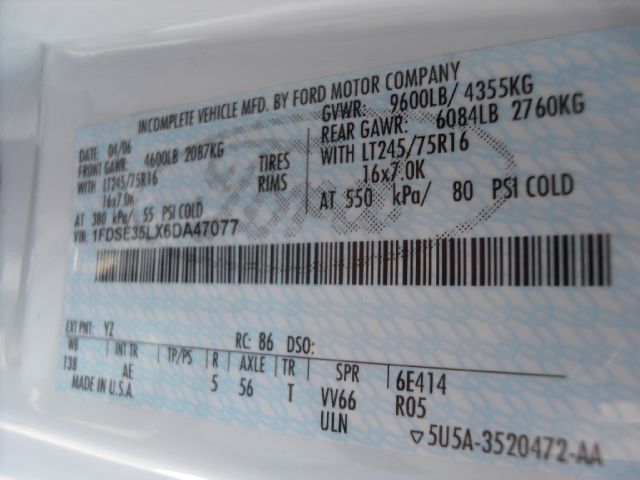 INCOMPLETE VEHICLE MFD. BY FORD MOTOR COMPANY
DATE 04/06 GVWR: 9600LB/ 4355KG
FRONT GAWR: 4600LB 2087KG REAR GAWR: 6084LB 2760KG
WITH LT245/75R16 TIRES WITH LT245/75R16
16x7.0K RIMS 16x7.0K
AT 380 kPa/ 55 PSI COLD AT 550 kPa/ 80 PSI COLD
VIN: 1FDSE35LX6DA47077
EXT PNT: YZ RC: 86 DSO:
WB INT TR TP/PS R AXLE TR SPR 6E414
138 AE 5 56 T VV66 R05
MADE IN U.S.A. ULN ▽5U5A-3520472-AA